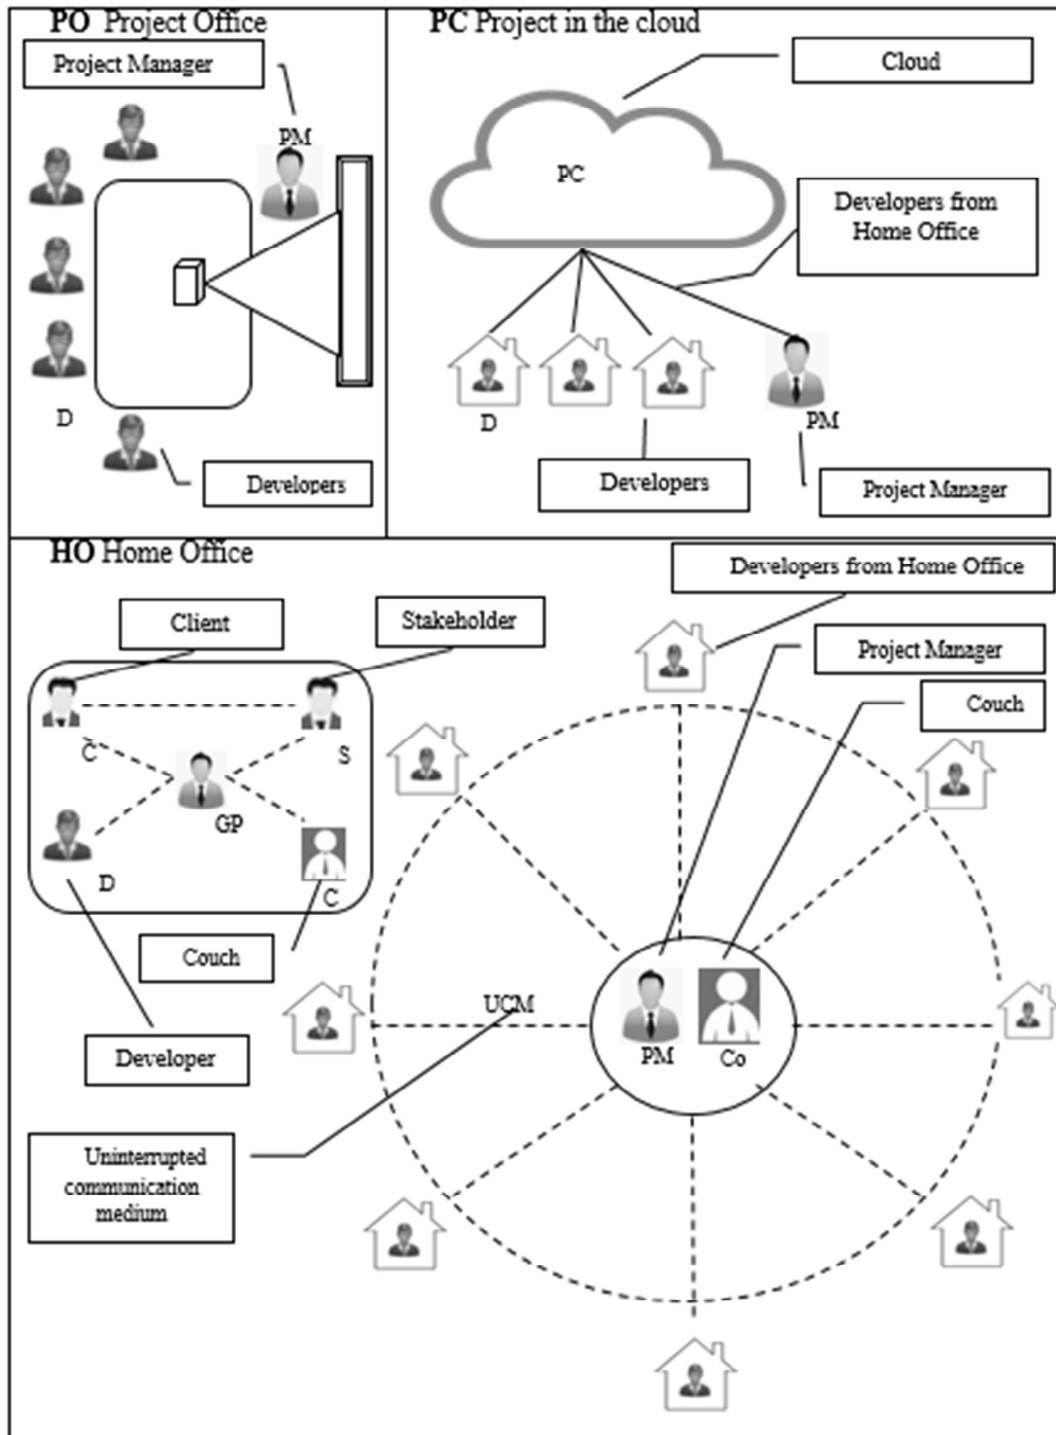 PO Project Office
Project Manager
PM
D
Developers
PC Project in the cloud
Cloud
PC
Developers from
Home Office
D
PM
Developers
Project Manager
HO Home Office
Developers from Home Office
Client
Stakeholder
Project Manager
Couch
C
S
GP
D
C
Couch
UCM
PM
Co
Developer
Uninterrupted
communication
medium